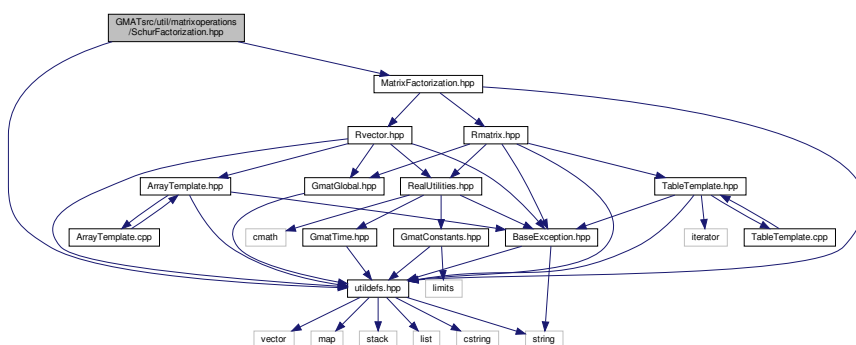 GMATsrc/util/matrixoperations
/SchurFactorization.hpp
MatrixFactorization.hpp
Rvector.hpp
Rmatrix.hpp
ArrayTemplate.hpp
GmatGlobal.hpp
RealUtilities.hpp
TableTemplate.hpp
ArrayTemplate.cpp
cmath
GmatTime.hpp
GmatConstants.hpp
BaseException.hpp
iterator
TableTemplate.cpp
utildefs.hpp
limits
vector
map
stack
list
cstring
string